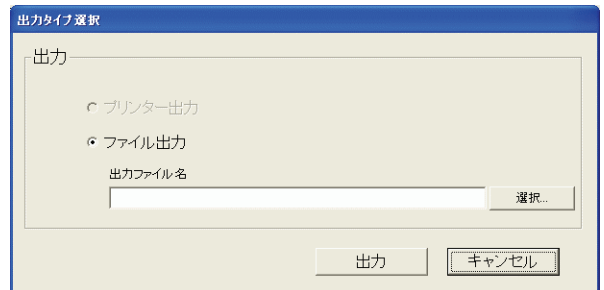 出力タイプ選択
出力
プリンター出力
ファイル出力
出力ファイル名
選択...
出力
キャンセル